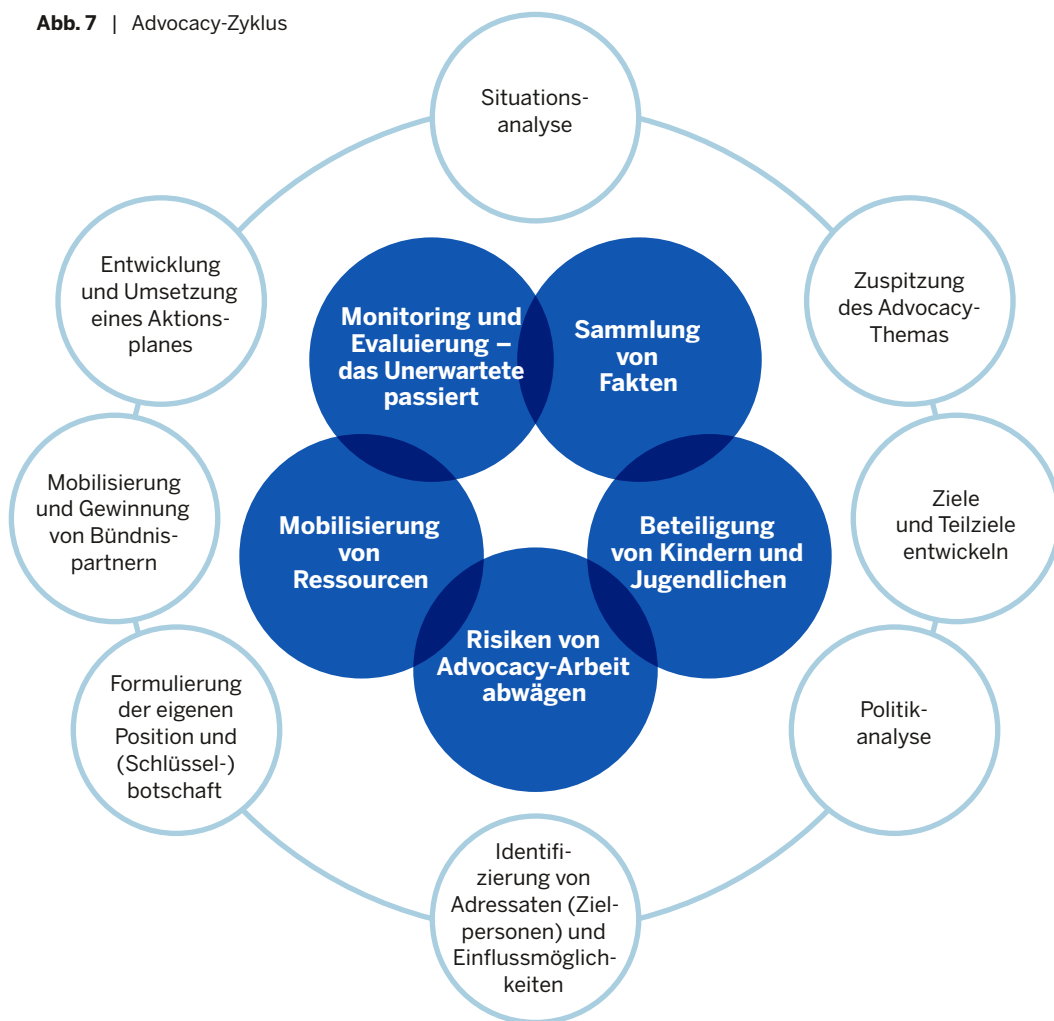 Abb. 7 | Advocacy-Zyklus
Situations-
analyse
Zuspitzung
des Advocacy-
Themas
Ziele
und Teilziele
entwickeln
Politik-
analyse
Identifi-
zierung von
Adressaten (Ziel-
personen) und
Einflussmöglich-
keiten
Formulierung
der eigenen
Position und
(Schlüssel-)
botschaft
Mobilisierung
und Gewinnung
von Bündnis-
partnern
Entwicklung
und Umsetzung
eines Aktions-
planes
Monitoring und
Evaluierung –
das Unerwartete
passiert
Sammlung
von
Fakten
Beteiligung
von Kindern und
Jugendlichen
Risiken von
Advocacy-Arbeit
abwägen
Mobilisierung
von
Ressourcen